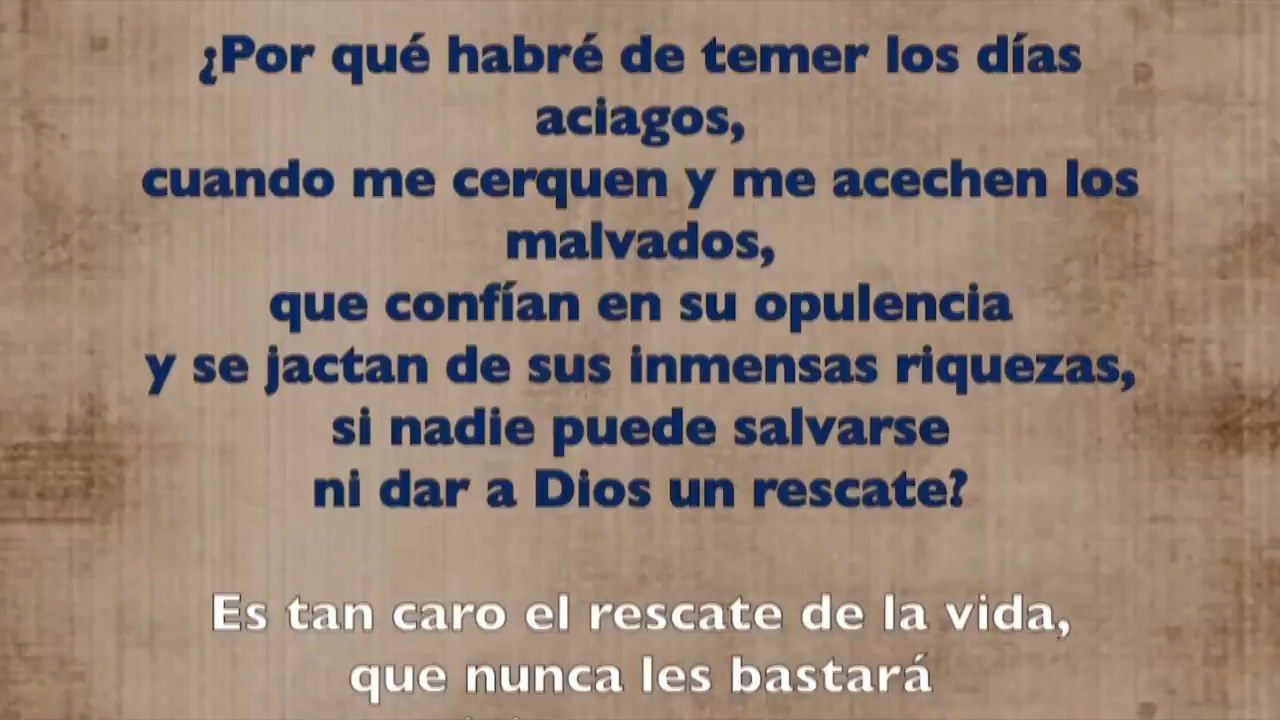 ¿Por qué habré de temer los días
aciagos,
cuando me cerquen y me acechen los
malvados,
que confían en su opulencia
y se jactan de sus inmensas riquezas,
si nadie puede salvarse
ni dar a Dios un rescate?
Es tan caro el rescate de la vida,
que nunca les bastará